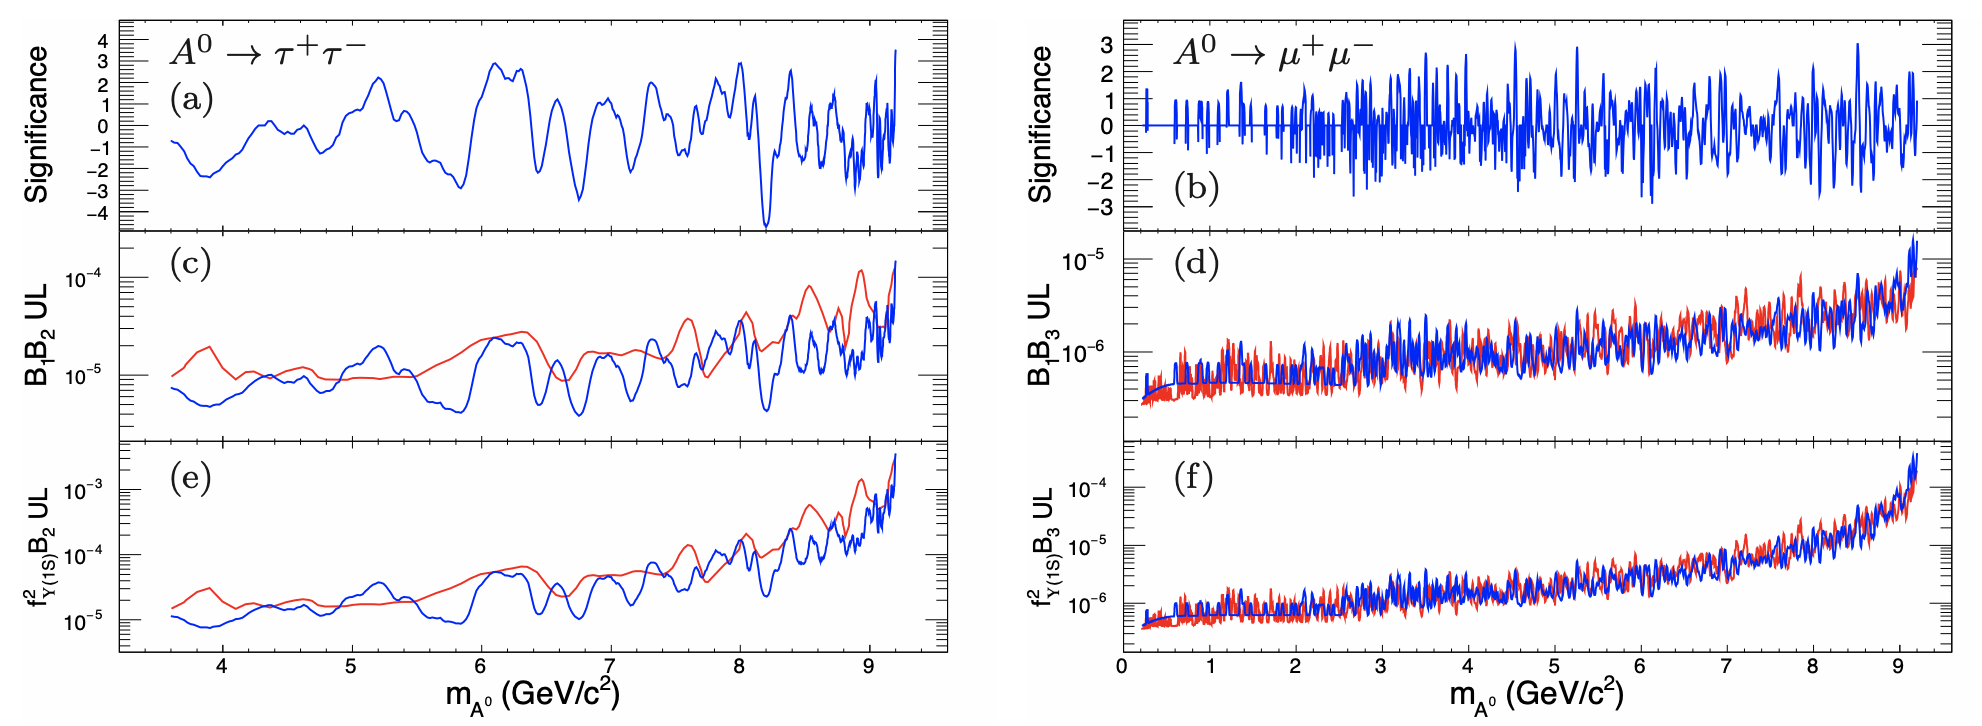 A⁰ → τ⁺τ⁻
(a)
Significance
4
3
2
1
0
−1
−2
−3
−4
(c)
B₁B₂ UL
10⁻⁴
10⁻⁵
(e)
f²_Υ(1S)B₂ UL
10⁻³
10⁻⁴
10⁻⁵
4 5 6 7 8 9
m_A⁰ (GeV/c²)
A⁰ → μ⁺μ⁻
(b)
Significance
3
2
1
0
−1
−2
−3
(d)
B₁B₃ UL
10⁻⁵
10⁻⁶
(f)
f²_Υ(1S)B₃ UL
10⁻⁴
10⁻⁵
10⁻⁶
0 1 2 3 4 5 6 7 8 9
m_A⁰ (GeV/c²)